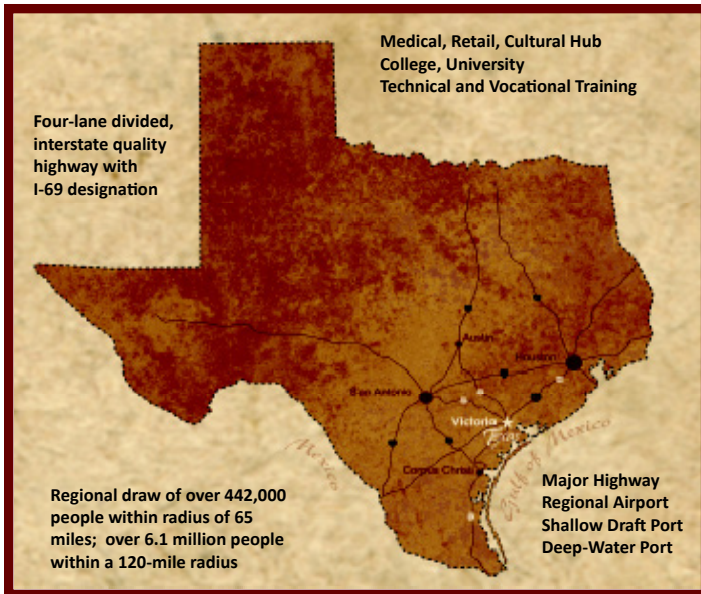 Medical, Retail, Cultural Hub
College, University
Technical and Vocational Training
Four-lane divided,
interstate quality
highway with
I-69 designation
Austin
Houston
San Antonio
Victoria
Texas
Corpus Christi
Mexico
Gulf of Mexico
Regional draw of over 442,000
people within radius of 65
miles;  over 6.1 million people
within a 120-mile radius
Major Highway
Regional Airport
Shallow Draft Port
Deep-Water Port